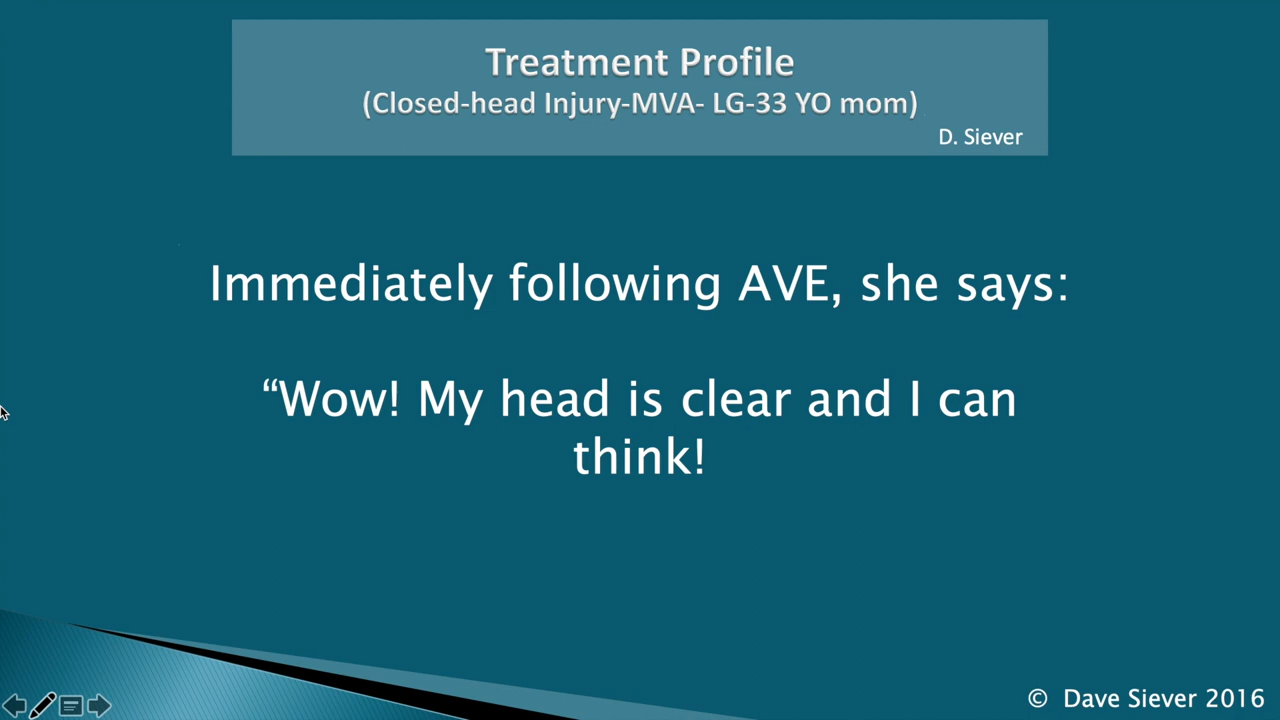 Treatment Profile
(Closed-head Injury-MVA- LG-33 YO mom)
D. Siever
Immediately following AVE, she says:
“Wow! My head is clear and I can
think!
© Dave Siever 2016